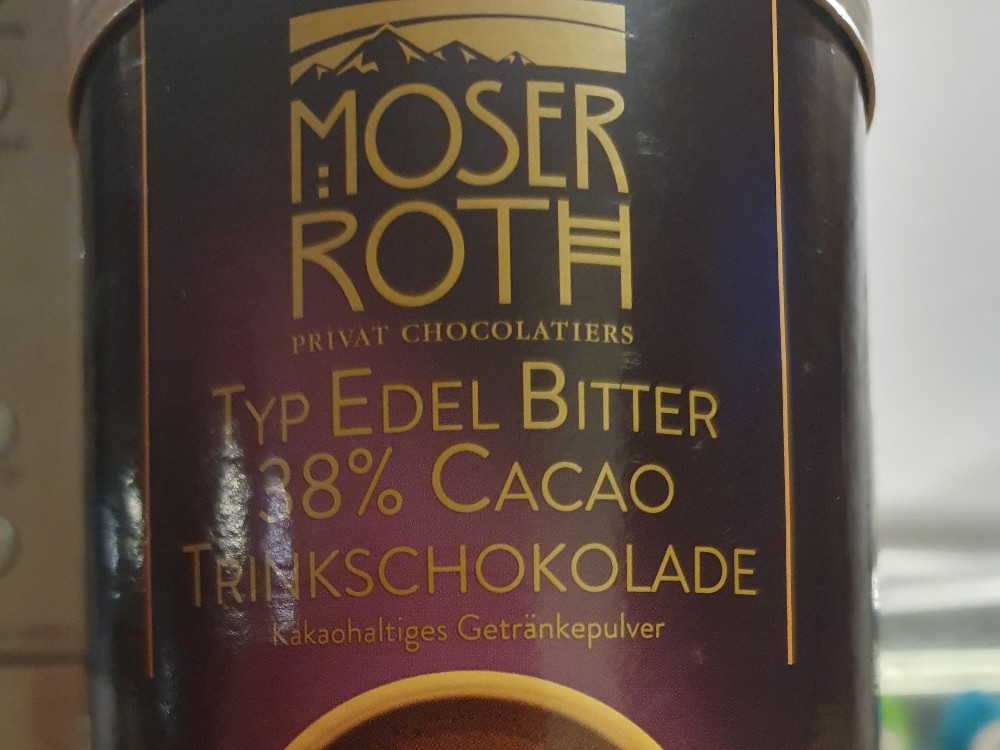 MOSER
ROTH
PRIVAT CHOCOLATIERS
TYP EDEL BITTER
38% CACAO
TRINKSCHOKOLADE
Kakaohaltiges Getränkepulver